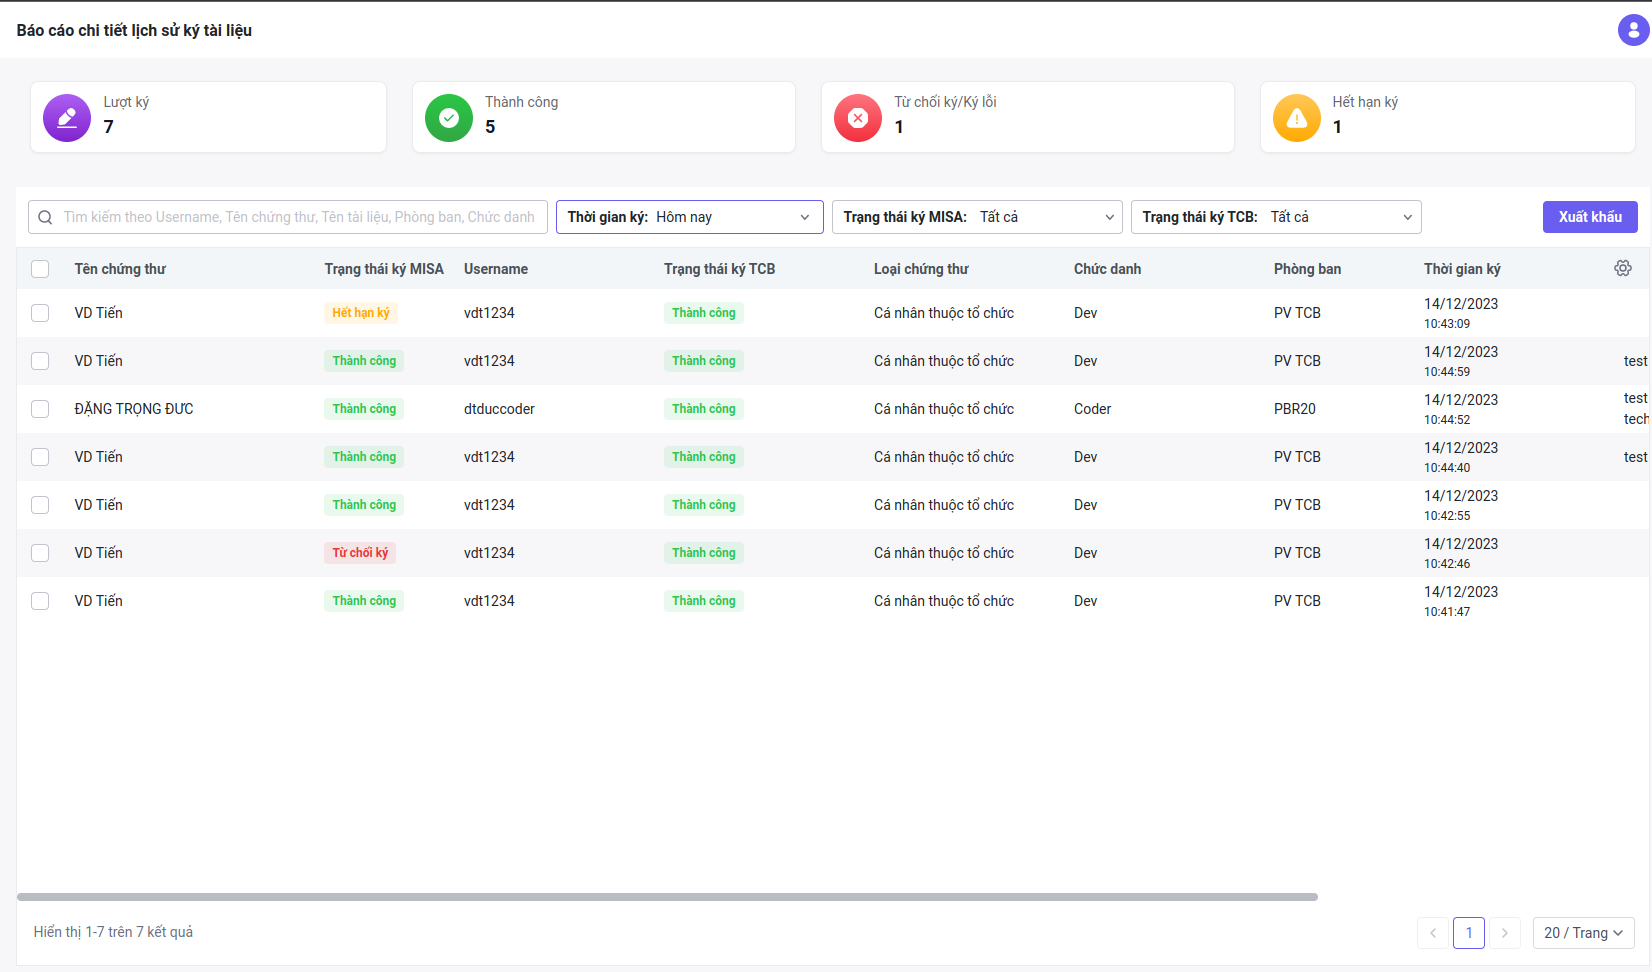 Báo cáo chi tiết lịch sử ký tài liệu
Lượt ký
7
Thành công
5
Từ chối ký/Ký lỗi
1
Hết hạn ký
1
Tìm kiếm theo Username, Tên chứng thư, Tên tài liệu, Phòng ban, Chức danh
Thời gian ký: Hôm nay
Trạng thái ký MISA: Tất cả
Trạng thái ký TCB: Tất cả
Xuất khẩu
Tên chứng thư Trạng thái ký MISA Username Trạng thái ký TCB Loại chứng thư Chức danh Phòng ban Thời gian ký
VD Tiến Hết hạn ký vdt1234 Thành công Cá nhân thuộc tổ chức Dev PV TCB 14/12/2023
10:43:09
VD Tiến Thành công vdt1234 Thành công Cá nhân thuộc tổ chức Dev PV TCB 14/12/2023 test
10:44:59
ĐẶNG TRỌNG ĐƯC Thành công dtduccoder Thành công Cá nhân thuộc tổ chức Coder PBR20 14/12/2023 test
10:44:52 tech
VD Tiến Thành công vdt1234 Thành công Cá nhân thuộc tổ chức Dev PV TCB 14/12/2023 test
10:44:40
VD Tiến Thành công vdt1234 Thành công Cá nhân thuộc tổ chức Dev PV TCB 14/12/2023
10:42:55
VD Tiến Từ chối ký vdt1234 Thành công Cá nhân thuộc tổ chức Dev PV TCB 14/12/2023
10:42:46
VD Tiến Thành công vdt1234 Thành công Cá nhân thuộc tổ chức Dev PV TCB 14/12/2023
10:41:47
Hiển thị 1-7 trên 7 kết quả
1
20 / Trang